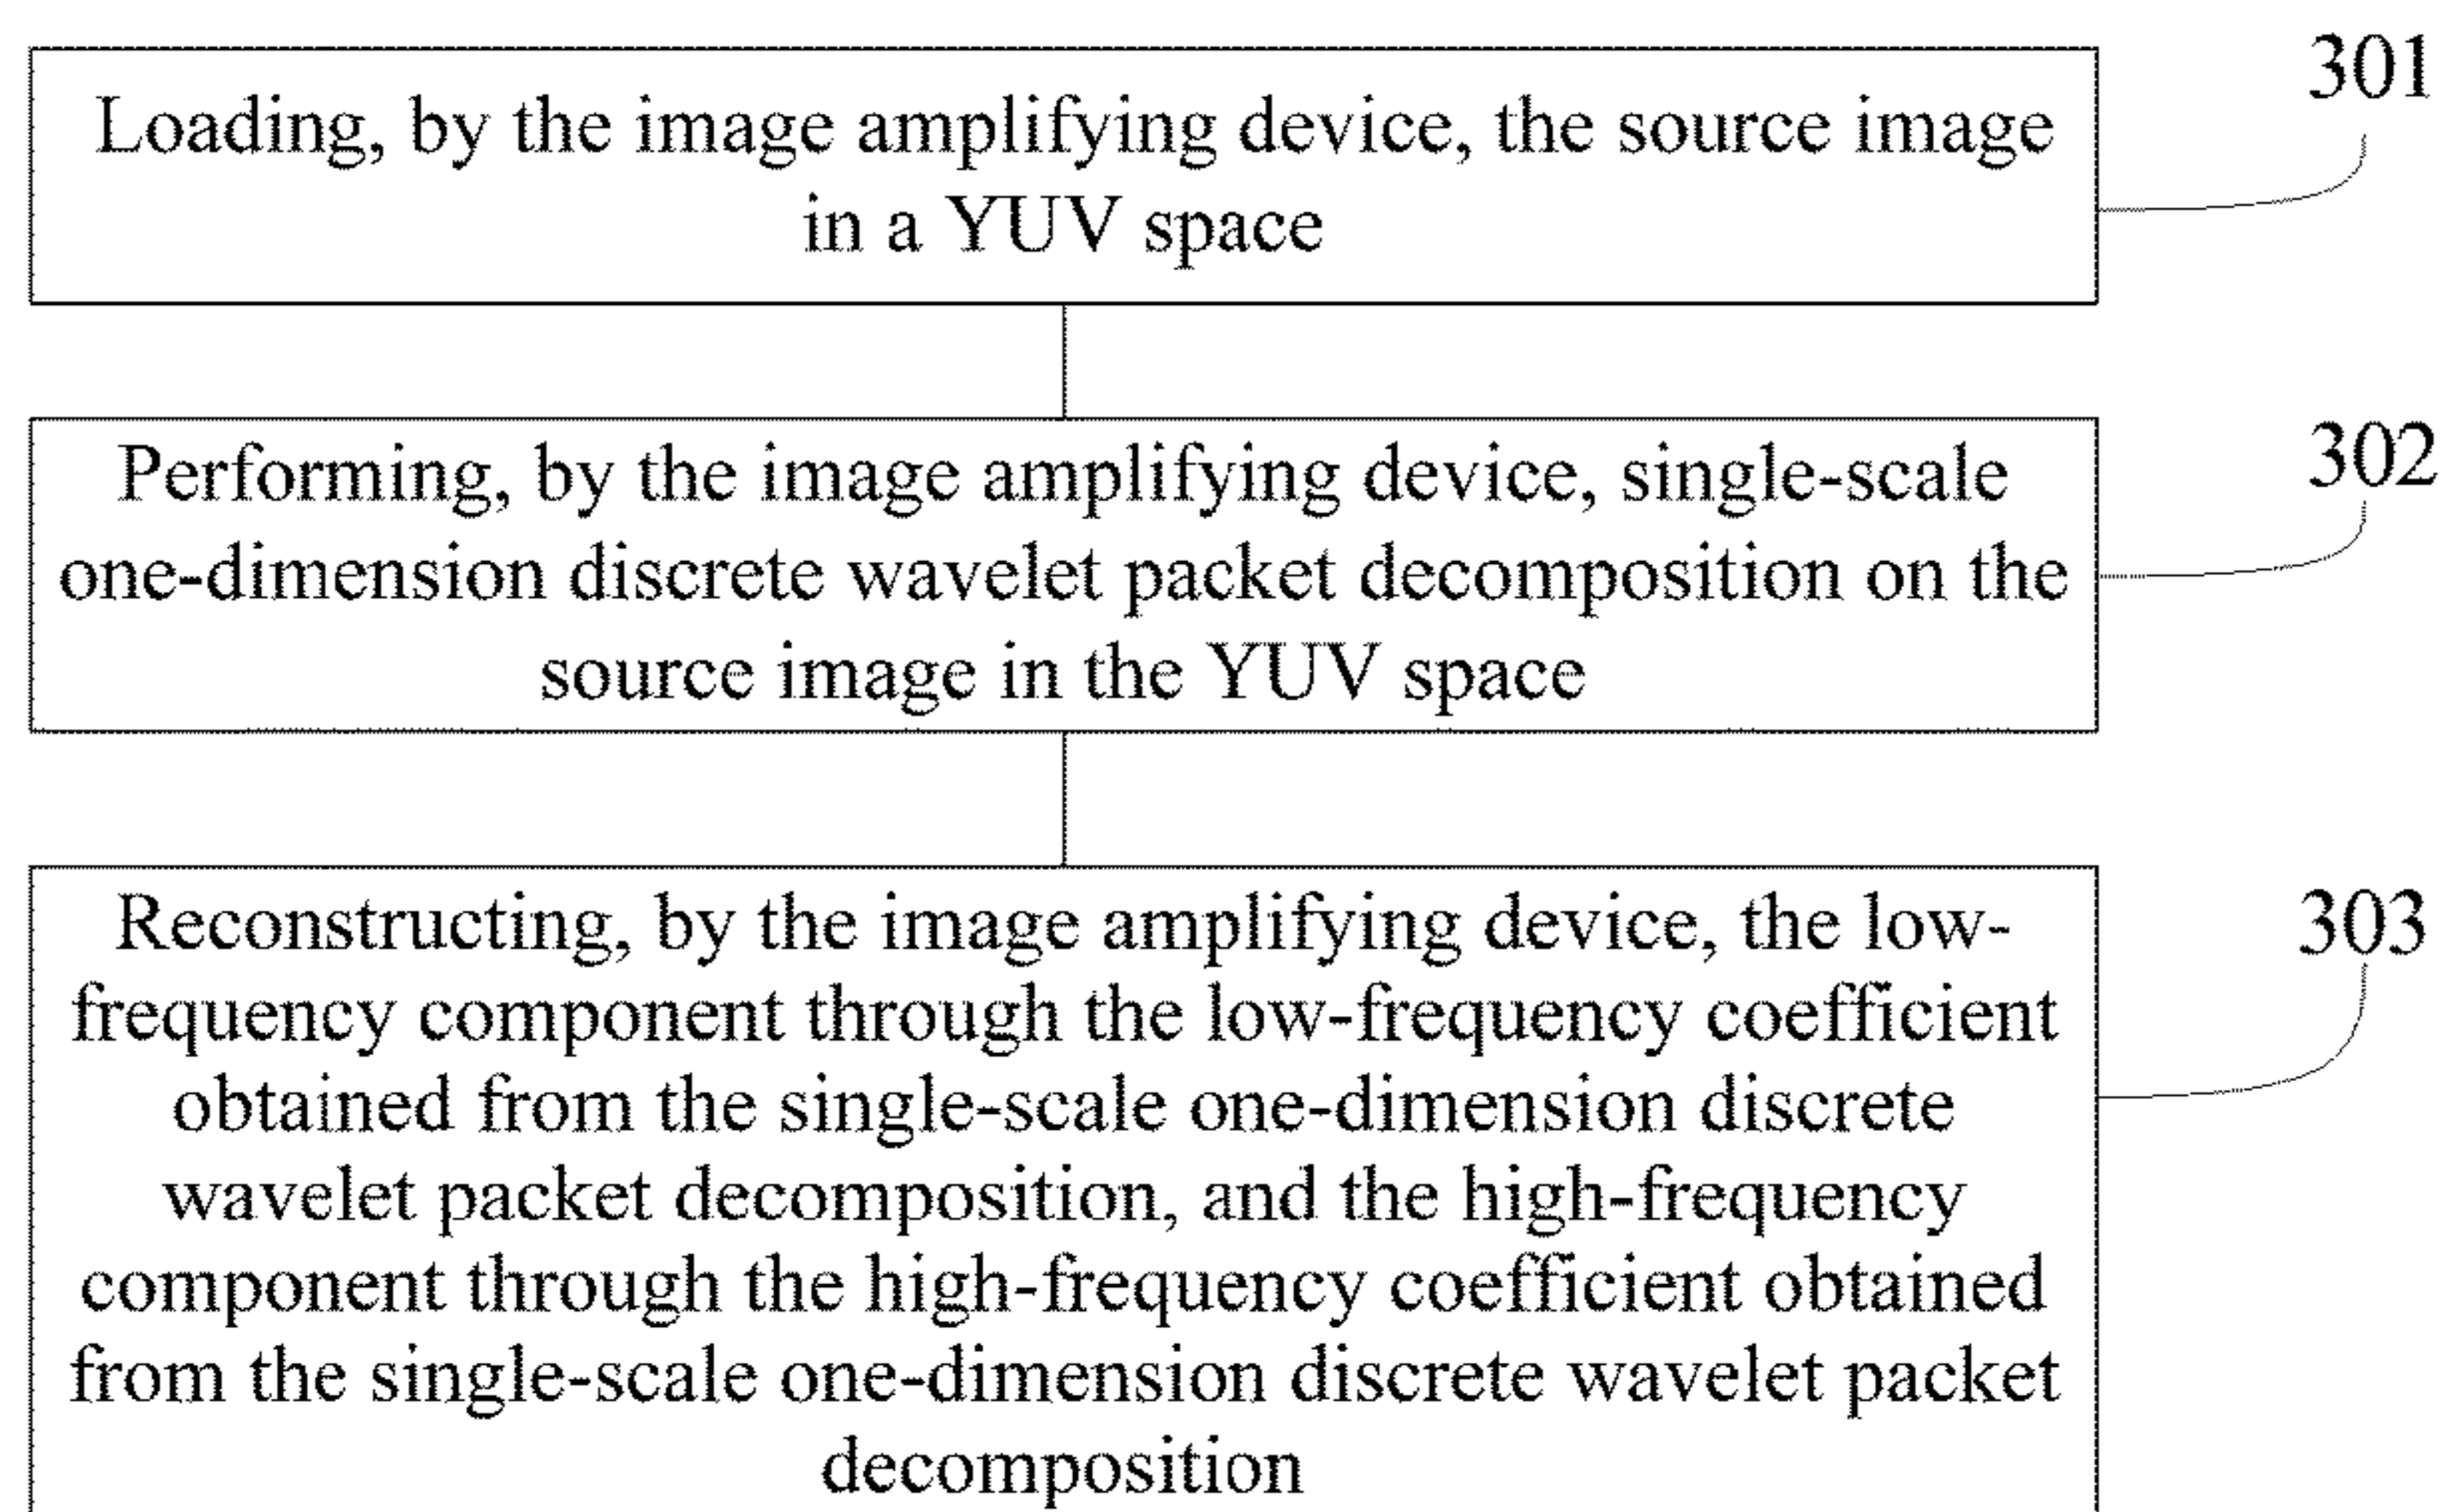 301
Loading, by the image amplifying device, the source image
in a YUV space
302
Performing, by the image amplifying device, single-scale
one-dimension discrete wavelet packet decomposition on the
source image in the YUV space
303
Reconstructing, by the image amplifying device, the low-
frequency component through the low-frequency coefficient
obtained from the single-scale one-dimension discrete
wavelet packet decomposition, and the high-frequency
component through the high-frequency coefficient obtained
from the single-scale one-dimension discrete wavelet packet
decomposition